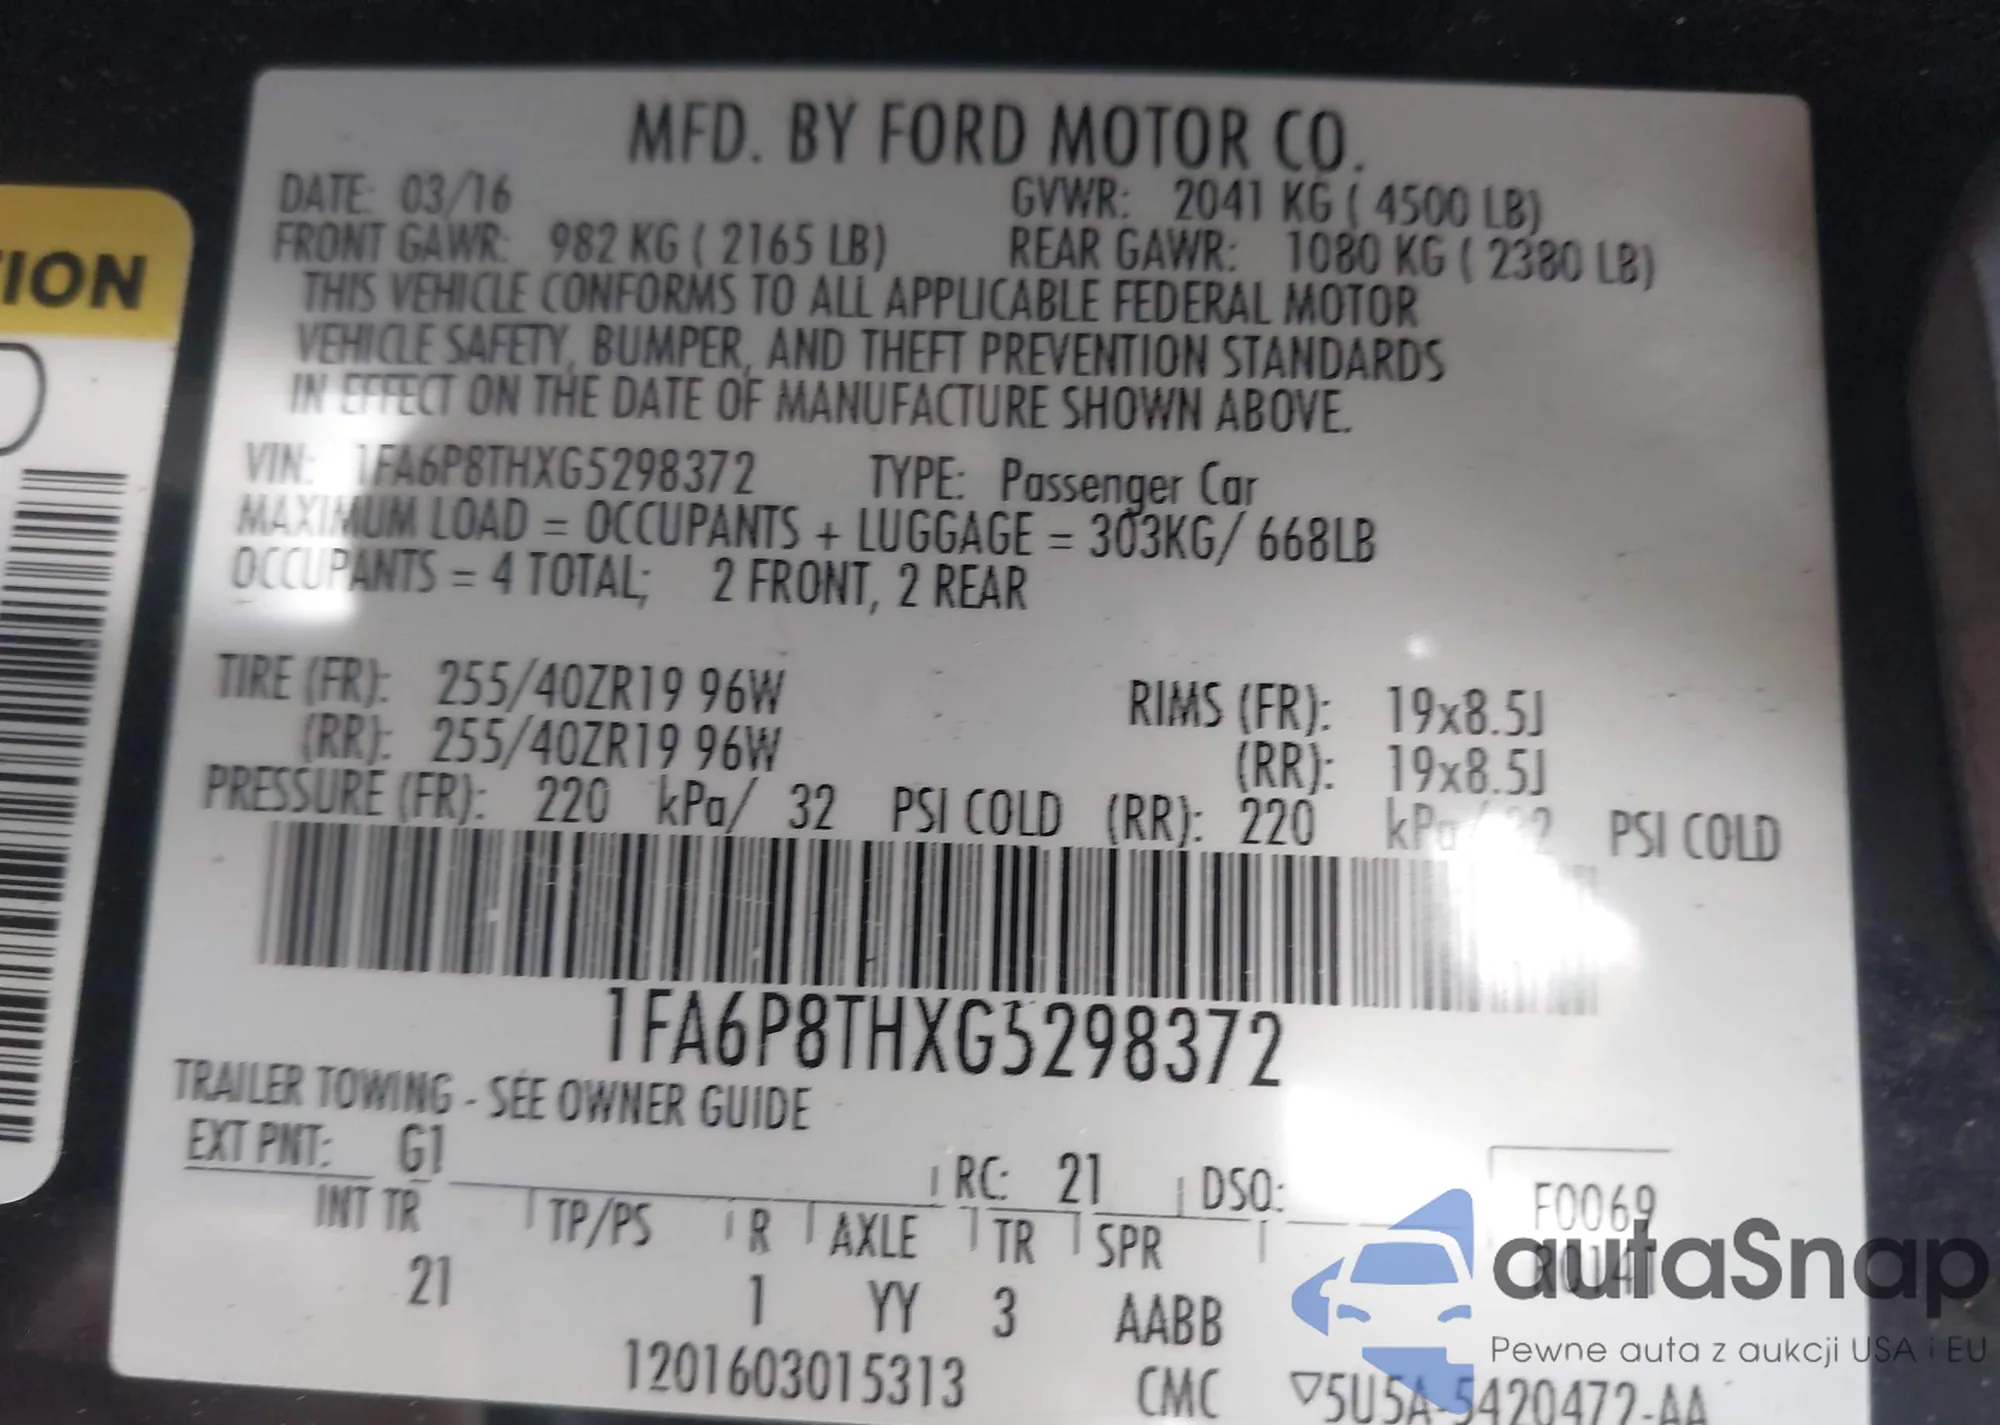 MFD. BY FORD MOTOR CO.
DATE: 03/16 GVWR: 2041 KG ( 4500 LB)
FRONT GAWR: 982 KG ( 2165 LB) REAR GAWR: 1080 KG ( 2380 LB)
THIS VEHICLE CONFORMS TO ALL APPLICABLE FEDERAL MOTOR
VEHICLE SAFETY, BUMPER, AND THEFT PREVENTION STANDARDS
IN EFFECT ON THE DATE OF MANUFACTURE SHOWN ABOVE.
VIN: 1FA6P8THXG5298372 TYPE: Passenger Car
MAXIMUM LOAD = OCCUPANTS + LUGGAGE = 303KG/ 668LB
OCCUPANTS = 4 TOTAL; 2 FRONT, 2 REAR
TIRE (FR): 255/40ZR19 96W RIMS (FR): 19x8.5J
(RR): 255/40ZR19 96W (RR): 19x8.5J
PRESSURE (FR): 220 kPa/ 32 PSI COLD (RR): 220 kPa/ 32 PSI COLD
1FA6P8THXG5298372
TRAILER TOWING - SEE OWNER GUIDE
EXT PNT: G1 RC: 21 DSO: F0069
INT TR TP/PS R AXLE TR SPR
21 1 YY 3 AABB
1201603015313 CMC 5U5A-5420472-AA
ION
autaSnap
Pewne auta z aukcji USA i EU